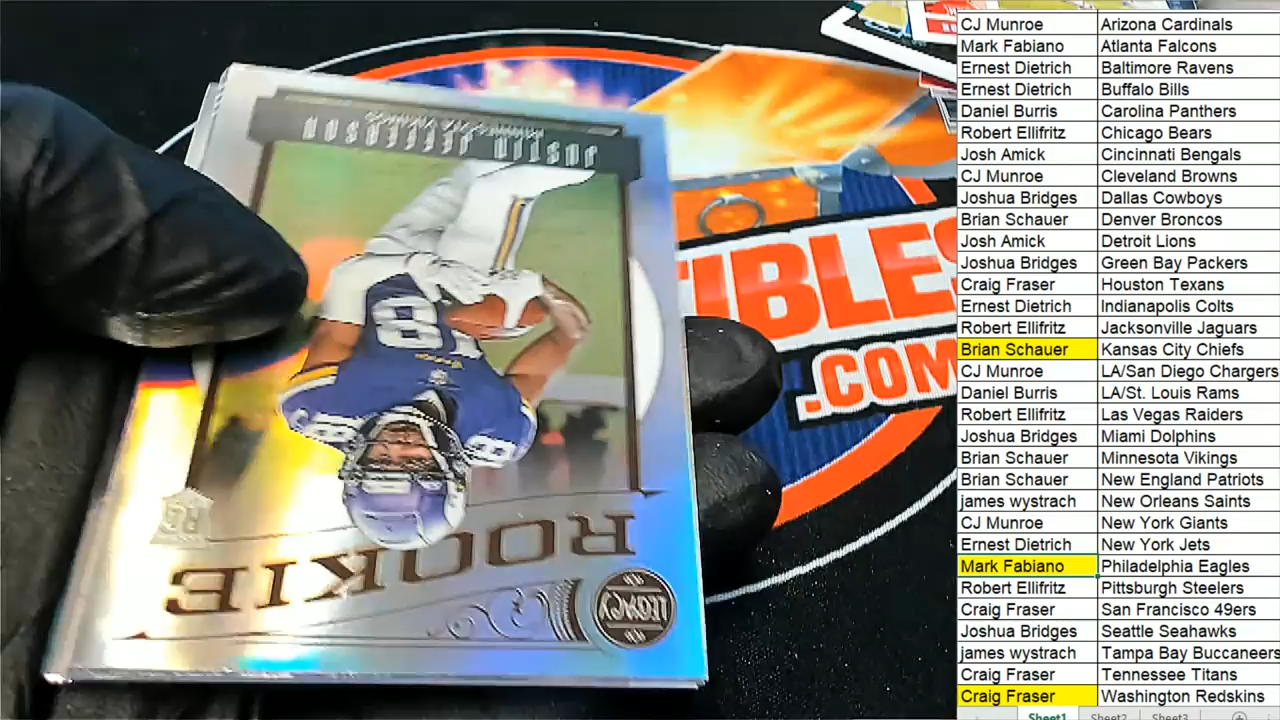 JUSTIN JEFFERSON
MINNESOTA VIKINGS
18
ROOKIE
LEGACY
IBLES
.COM
CJ Munroe Arizona Cardinals
Mark Fabiano Atlanta Falcons
Ernest Dietrich Baltimore Ravens
Ernest Dietrich Buffalo Bills
Daniel Burris Carolina Panthers
Robert Ellifritz Chicago Bears
Josh Amick Cincinnati Bengals
CJ Munroe Cleveland Browns
Joshua Bridges Dallas Cowboys
Brian Schauer Denver Broncos
Josh Amick Detroit Lions
Joshua Bridges Green Bay Packers
Craig Fraser Houston Texans
Ernest Dietrich Indianapolis Colts
Robert Ellifritz Jacksonville Jaguars
Brian Schauer Kansas City Chiefs
CJ Munroe LA/San Diego Chargers
Daniel Burris LA/St. Louis Rams
Robert Ellifritz Las Vegas Raiders
Joshua Bridges Miami Dolphins
Brian Schauer Minnesota Vikings
Brian Schauer New England Patriots
james wystrach New Orleans Saints
CJ Munroe New York Giants
Ernest Dietrich New York Jets
Mark Fabiano Philadelphia Eagles
Robert Ellifritz Pittsburgh Steelers
Craig Fraser San Francisco 49ers
Joshua Bridges Seattle Seahawks
james wystrach Tampa Bay Buccaneers
Craig Fraser Tennessee Titans
Craig Fraser Washington Redskins
Sheet1 Sheet2 Sheet3